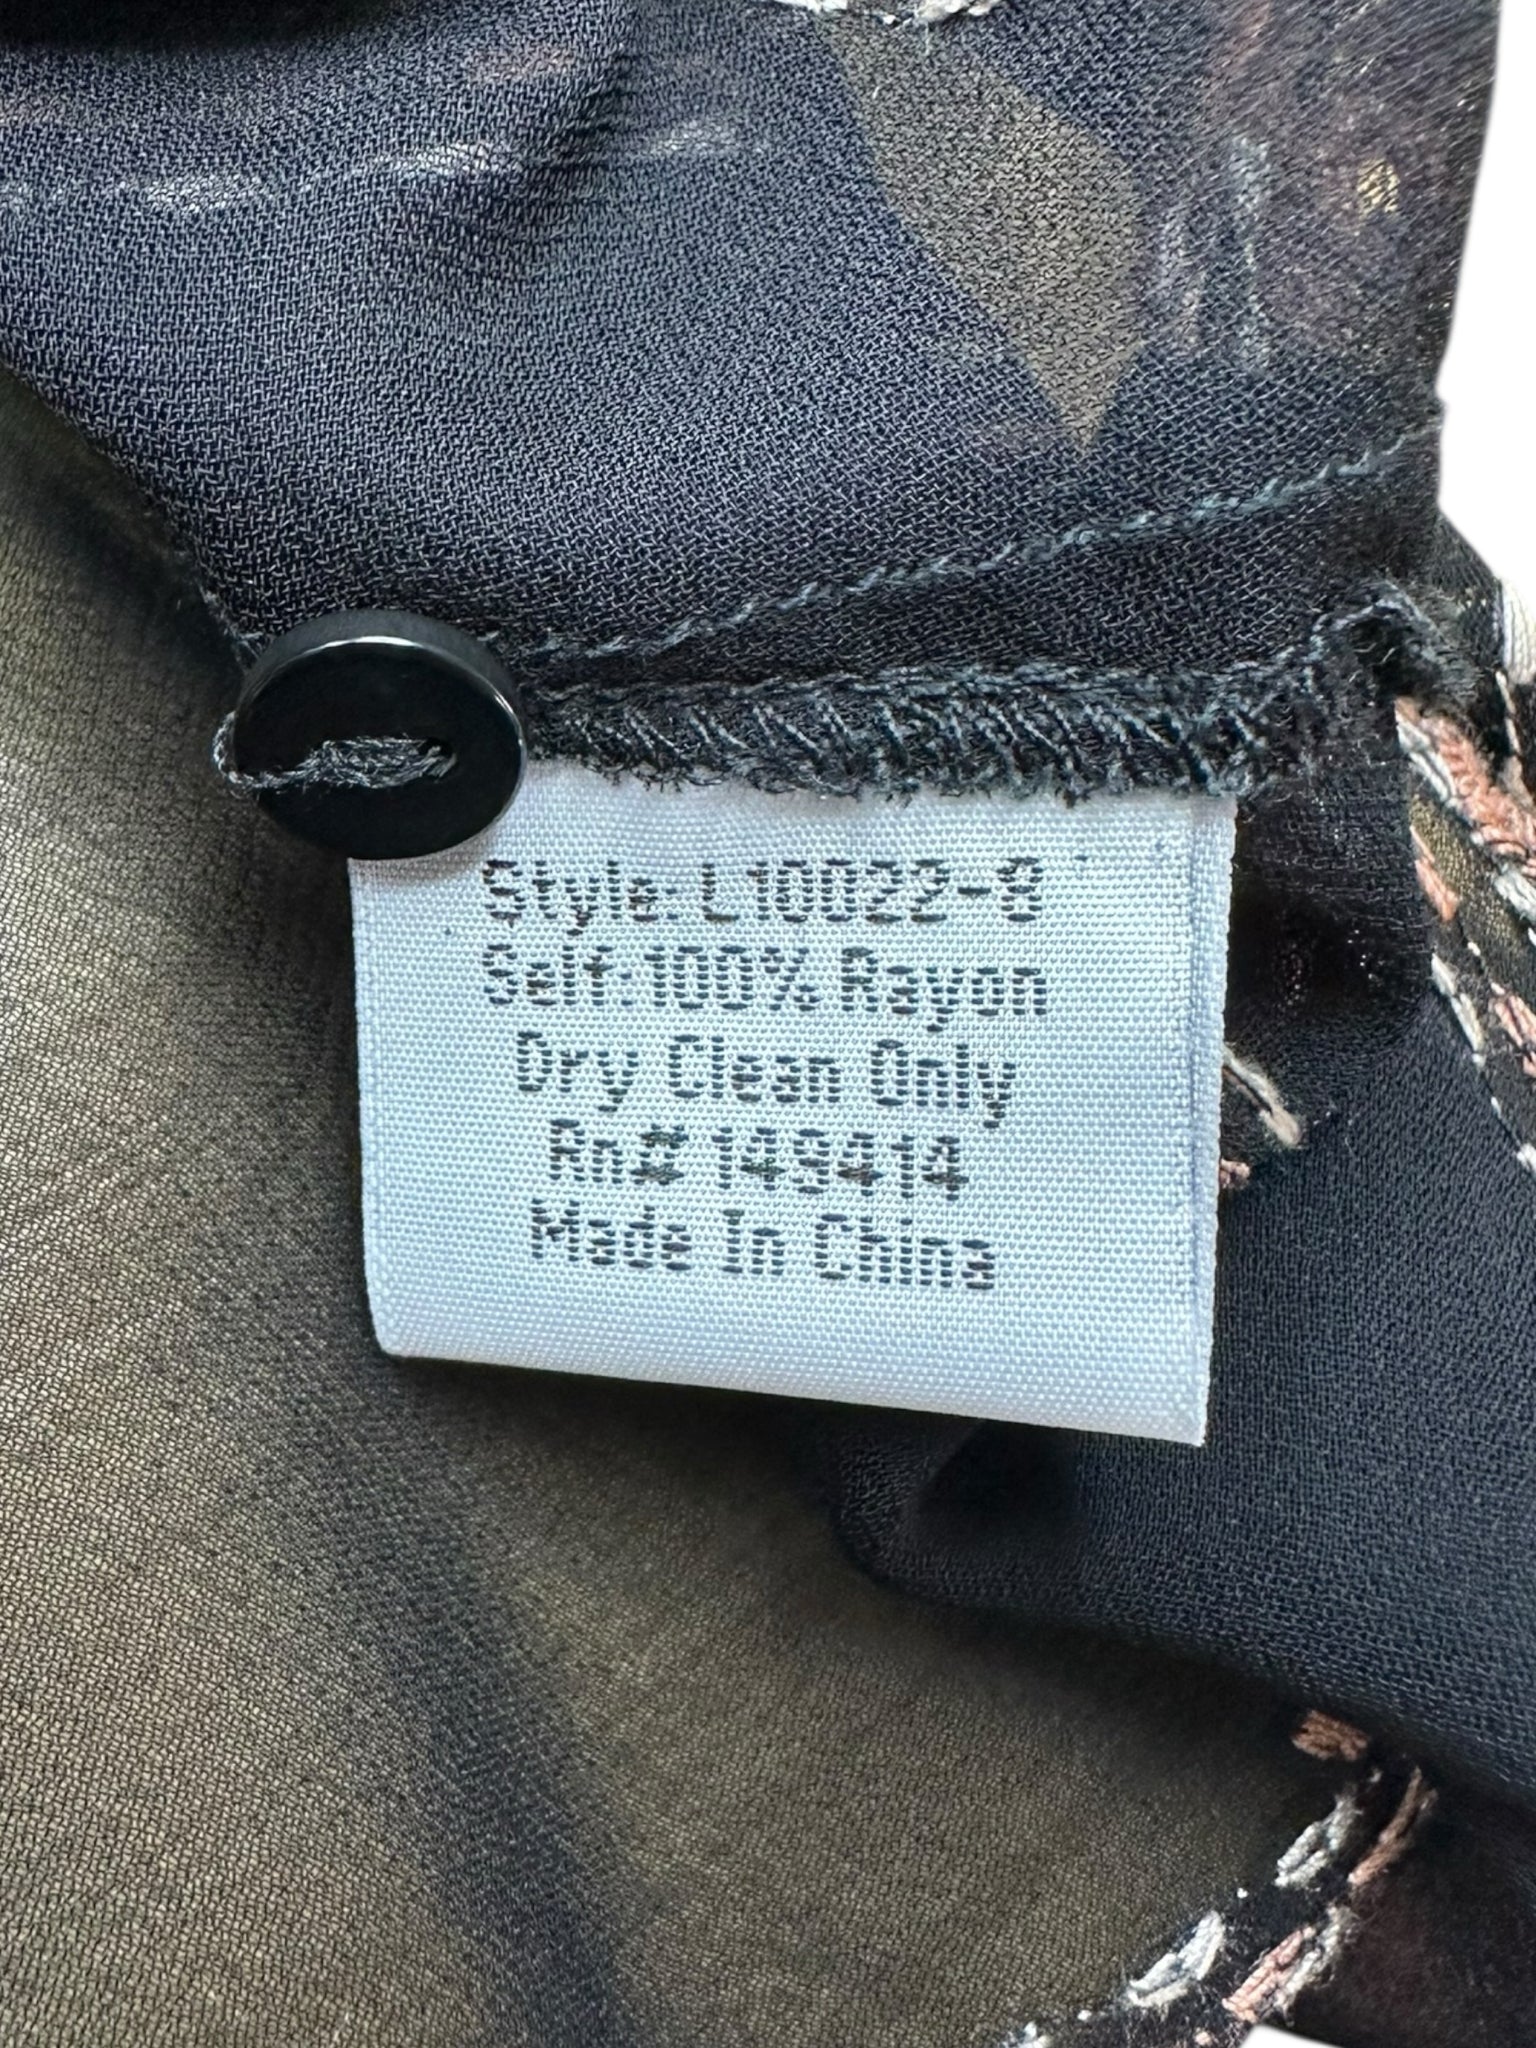 Style: L10022-8
Self: 100% Rayon
Dry Clean Only
Rn# 149414
Made In China